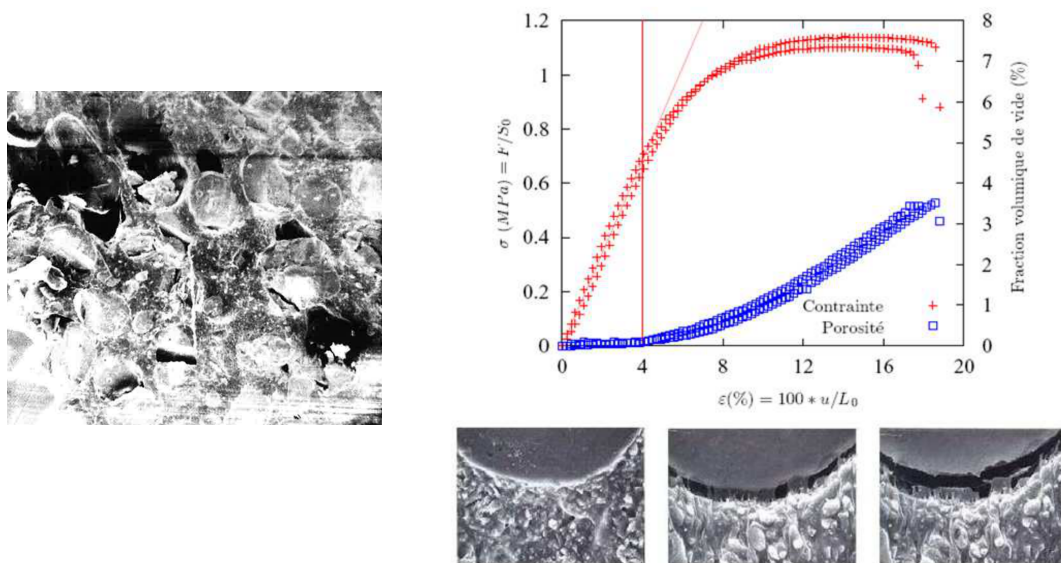 1.2
1
0.8
0.6
0.4
0.2
0
σ (MPa) = F/S₀
8
7
6
5
4
3
2
1
0
Fraction volumique de vide (%)
Contrainte
Porosité
0 4 8 12 16 20
ε(%) = 100 * u/L₀